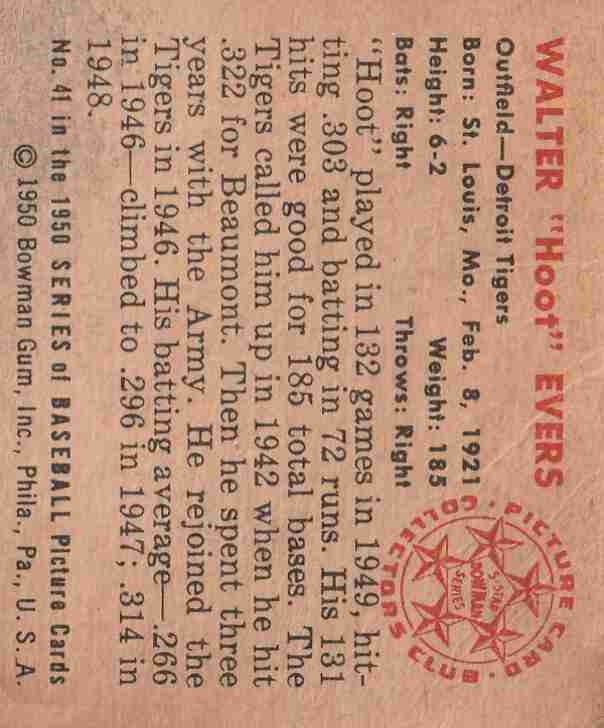 WALTER "Hoot" EVERS
Outfield—Detroit Tigers
Born: St. Louis, Mo., Feb. 8, 1921
Height: 6-2 Weight: 185
Bats: Right Throws: Right
"Hoot" played in 132 games in 1949, hit-
ting .303 and batting in 72 runs. His 131
hits were good for 185 total bases. The
Tigers called him up in 1942 when he hit
.322 for Beaumont. Then he spent three
years with the Army. He rejoined the
Tigers in 1946. His batting average—.266
in 1946—climbed to .296 in 1947; .314 in
1948.
No. 41 in the 1950 SERIES of BASEBALL Picture Cards
© 1950 Bowman Gum, Inc., Phila., Pa., U. S. A.
PICTURE CARD
COLLECTORS CLUB
5-STAR
BOWMAN
SERIES